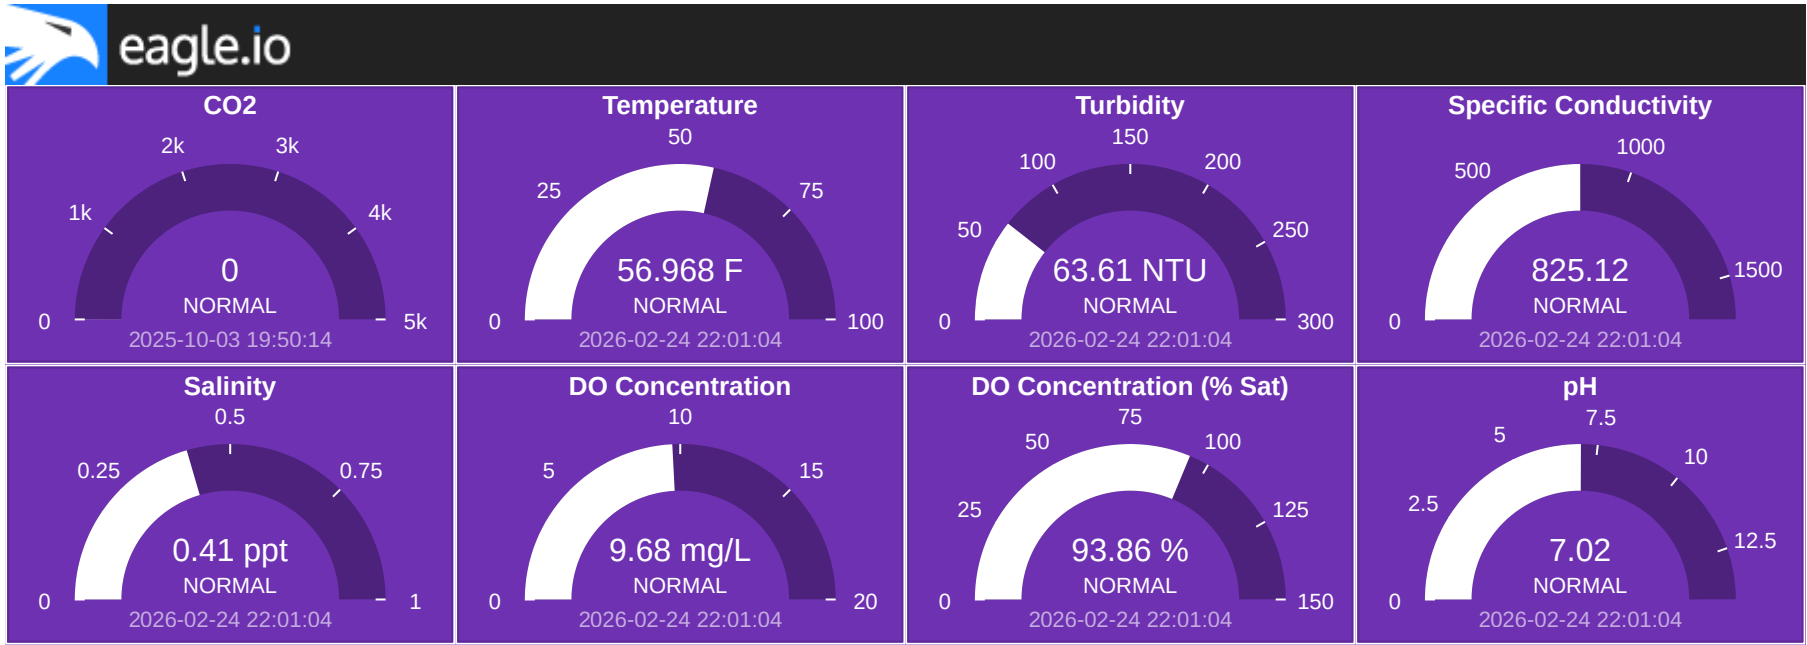 eagle.io
CO2
2k
3k
1k
4k
0
NORMAL
0
5k
2025-10-03 19:50:14
Temperature
50
25
75
56.968 F
NORMAL
0
100
2026-02-24 22:01:04
Turbidity
150
100
200
50
250
63.61 NTU
NORMAL
0
300
2026-02-24 22:01:04
Specific Conductivity
1000
500
825.12
1500
NORMAL
0
2026-02-24 22:01:04
Salinity
0.5
0.25
0.75
0.41 ppt
NORMAL
0
1
2026-02-24 22:01:04
DO Concentration
10
5
15
9.68 mg/L
NORMAL
0
20
2026-02-24 22:01:04
DO Concentration (% Sat)
75
50
100
25
125
93.86 %
NORMAL
0
150
2026-02-24 22:01:04
pH
7.5
5
10
2.5
12.5
7.02
NORMAL
0
2026-02-24 22:01:04